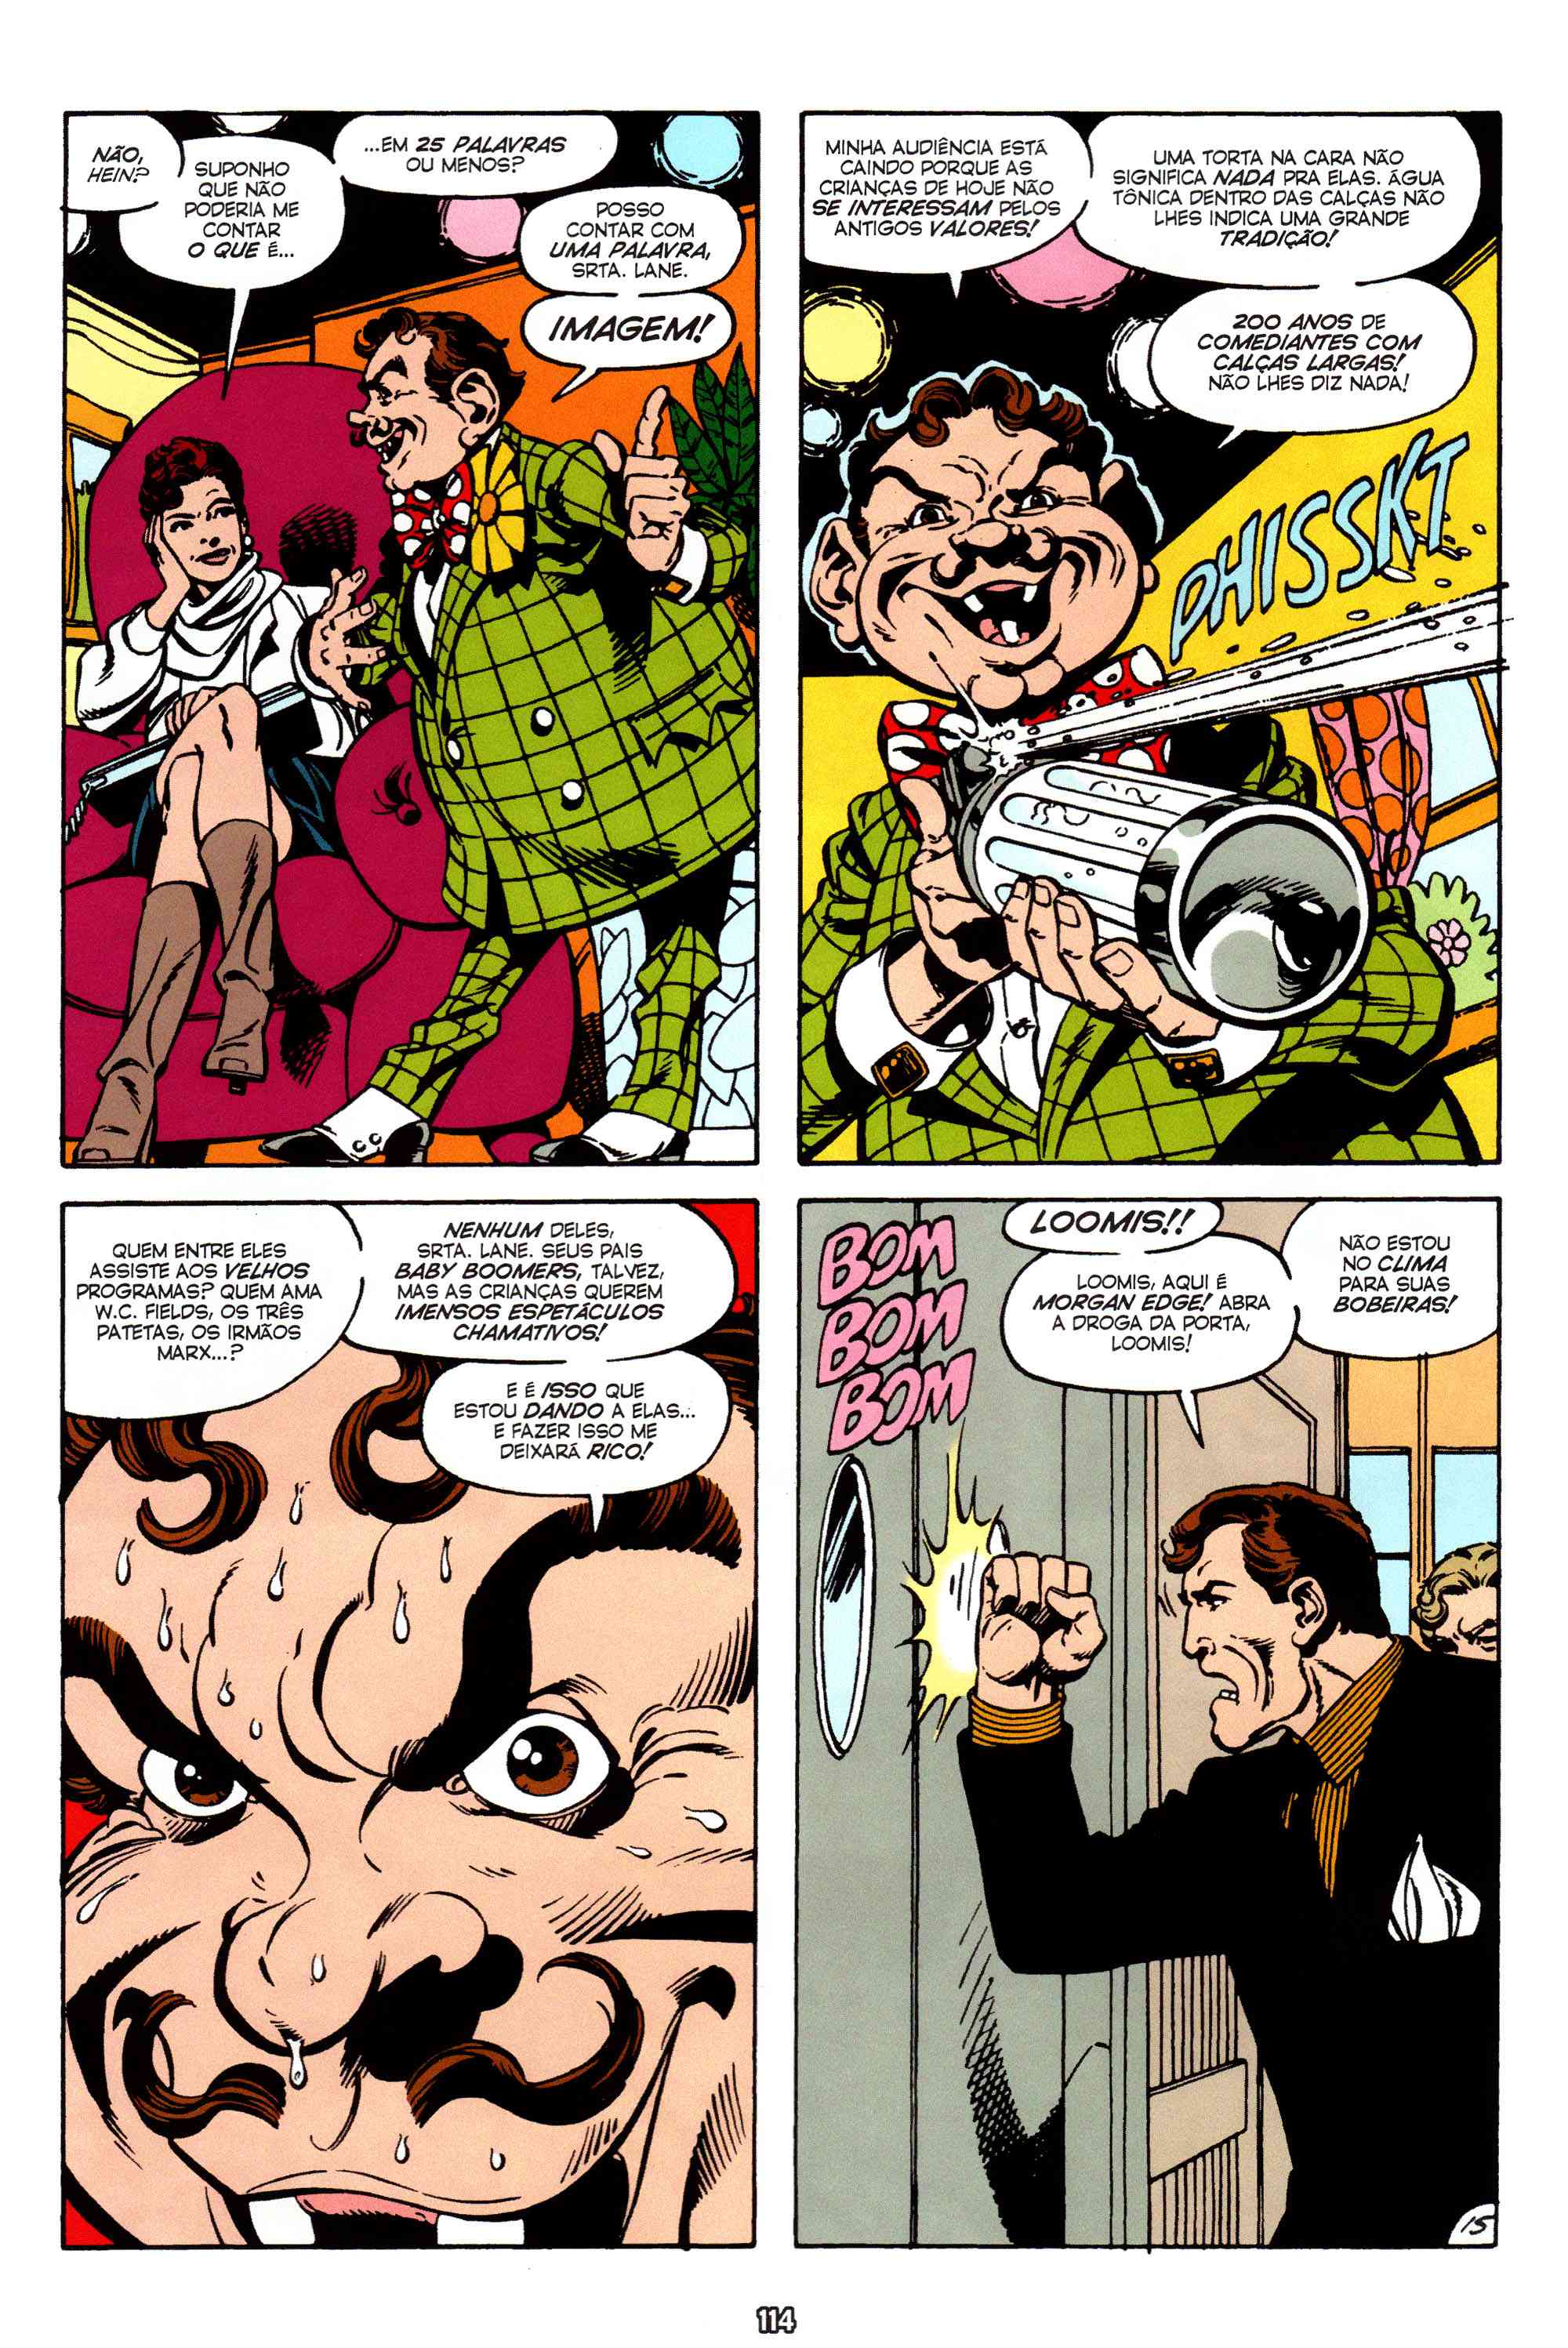 NÃO,
HEIN?
SUPONHO
QUE NÃO
PODERIA ME
CONTAR
O QUE É...
...EM 25 PALAVRAS
OU MENOS?
POSSO
CONTAR COM
UMA PALAVRA,
SRTA. LANE.
IMAGEM!
MINHA AUDIÊNCIA ESTÁ
CAINDO PORQUE AS
CRIANÇAS DE HOJE NÃO
SE INTERESSAM PELOS
ANTIGOS VALORES!
UMA TORTA NA CARA NÃO
SIGNIFICA NADA PRA ELAS. ÁGUA
TÔNICA DENTRO DAS CALÇAS NÃO
LHES INDICA UMA GRANDE
TRADIÇÃO!
200 ANOS DE
COMEDIANTES COM
CALÇAS LARGAS!
NÃO LHES DIZ NADA!
PHISSKT
QUEM ENTRE ELES
ASSISTE AOS VELHOS
PROGRAMAS? QUEM AMA
W.C. FIELDS, OS TRÊS
PATETAS, OS IRMÃOS
MARX...?
NENHUM DELES,
SRTA. LANE. SEUS PAIS
BABY BOOMERS, TALVEZ,
MAS AS CRIANÇAS QUEREM
IMENSOS ESPETÁCULOS
CHAMATIVOS!
E É ISSO QUE
ESTOU DANDO A ELAS...
E FAZER ISSO ME
DEIXARÁ RICO!
BOM
BOM
BOM
LOOMIS!!
LOOMIS, AQUI É
MORGAN EDGE! ABRA
A DROGA DA PORTA,
LOOMIS!
NÃO ESTOU
NO CLIMA
PARA SUAS
BOBEIRAS!
15
114